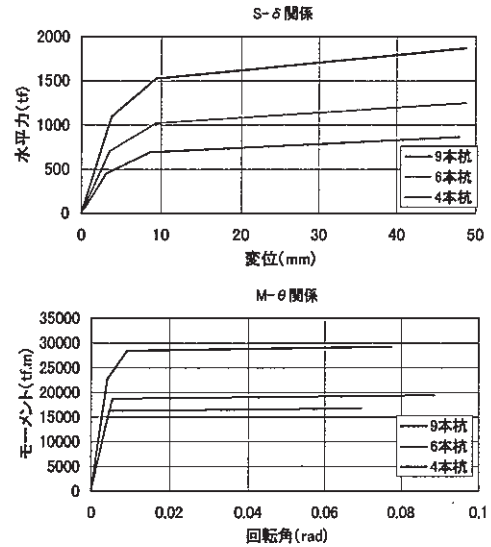 S-δ関係
水平力(tf)
2000
1500
1000
500
0
0 10 20 30 40 50
変位(mm)
9本杭
6本杭
4本杭
M-θ関係
モーメント(tf.m)
35000
30000
25000
20000
15000
10000
5000
0
0 0.02 0.04 0.06 0.08 0.1
回転角(rad)
9本杭
6本杭
4本杭